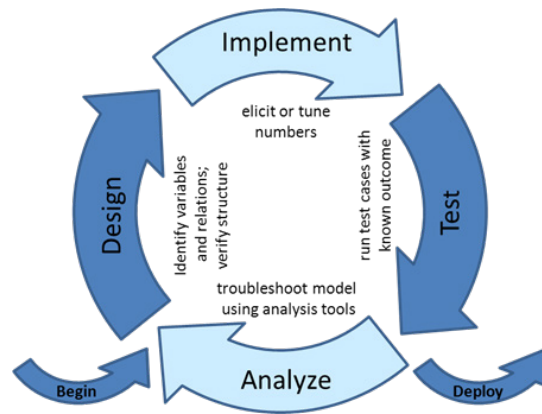 Implement
elicit or tune
numbers
Design
Identify variables
and relations;
verify structure
run test cases with
known outcome
Test
troubleshoot model
using analysis tools
Analyze
Begin
Deploy